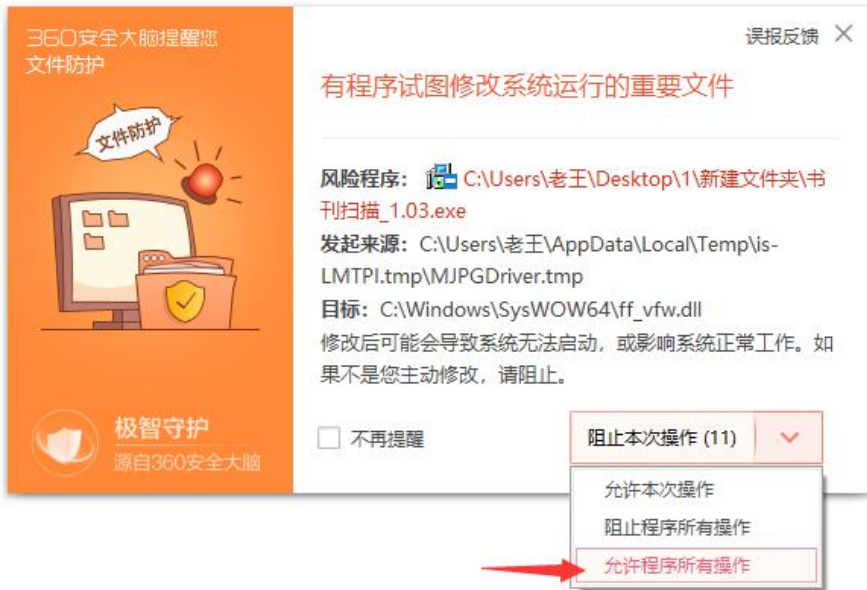 360安全大脑提醒您
文件防护
误报反馈
文件防护
有程序试图修改系统运行的重要文件
风险程序： C:\Users\老王\Desktop\1\新建文件夹\书
刊扫描_1.03.exe
发起来源：C:\Users\老王\AppData\Local\Temp\is-
LMTPI.tmp\MJPGDriver.tmp
目标：C:\Windows\SysWOW64\ff_vfw.dll
修改后可能会导致系统无法启动，或影响系统正常工作。如
果不是您主动修改，请阻止。
极智守护
源自360安全大脑
不再提醒
阻止本次操作 (11)
允许本次操作
阻止程序所有操作
允许程序所有操作